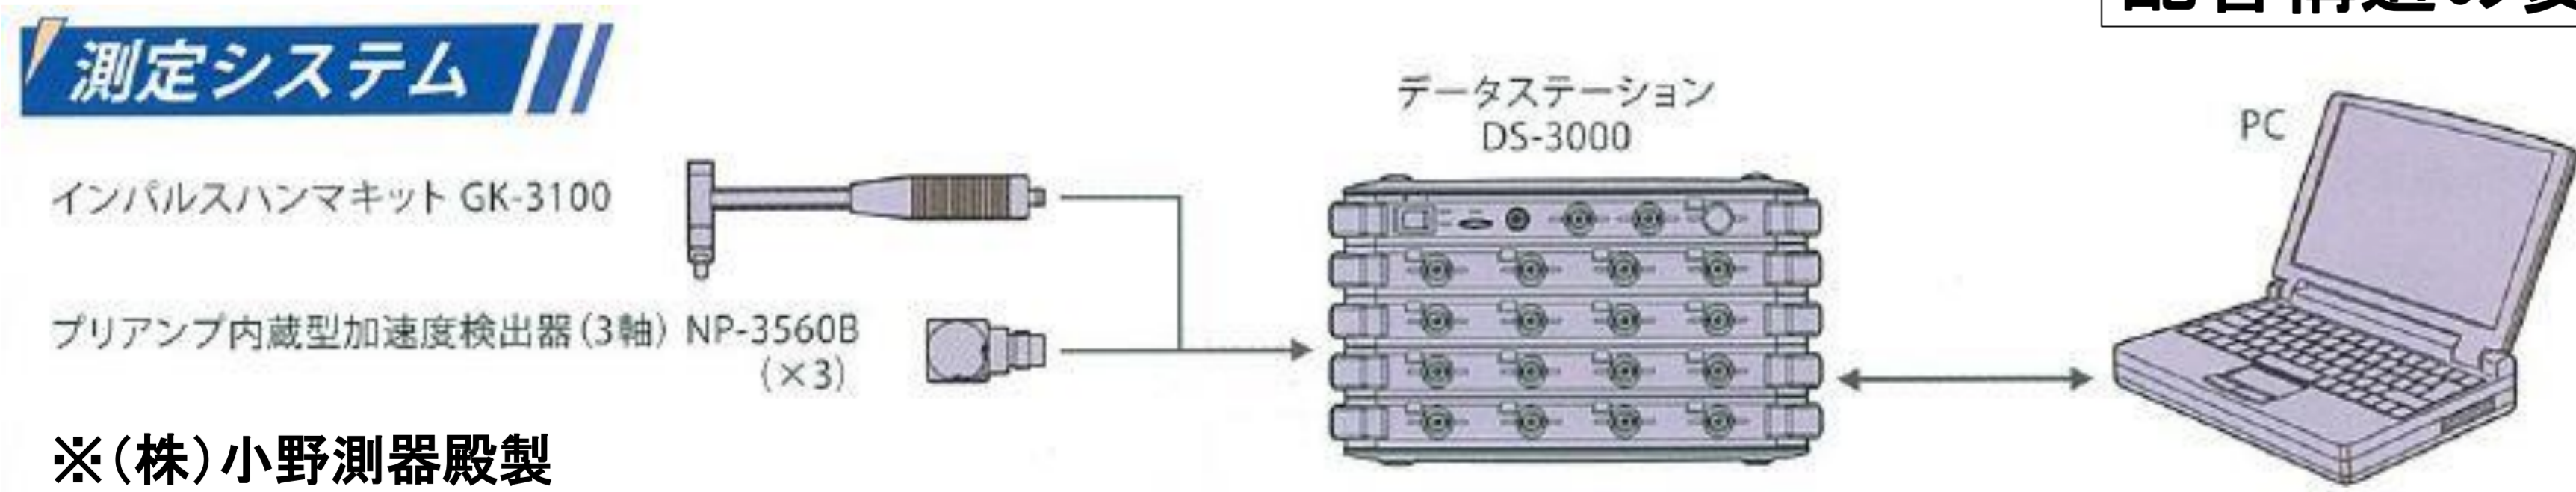 測定システム
データステーション
DS-3000
PC
インパルスハンマキット GK-3100
プリアンプ内蔵型加速度検出器(3軸) NP-3560B
(×3)
※(株)小野測器殿製